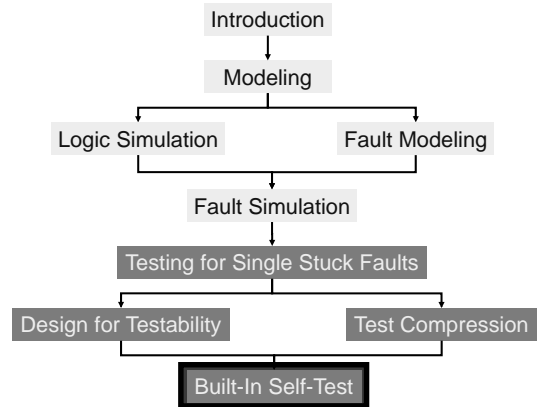 Introduction
Modeling
Logic Simulation
Fault Modeling
Fault Simulation
Testing for Single Stuck Faults
Design for Testability
Test Compression
Built-In Self-Test